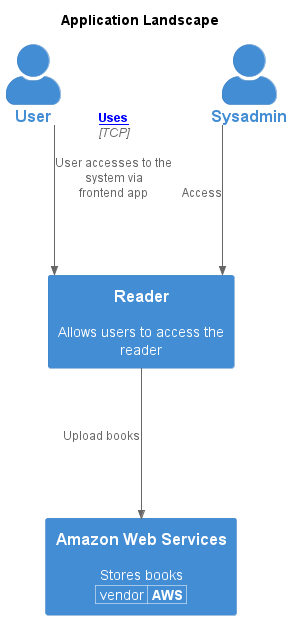 Application Landscape
User
Sysadmin
Uses
[TCP]
User accesses to the
system via
frontend app
Access
Reader
Allows users to access the
reader
Upload books
Amazon Web Services
Stores books
vendor AWS